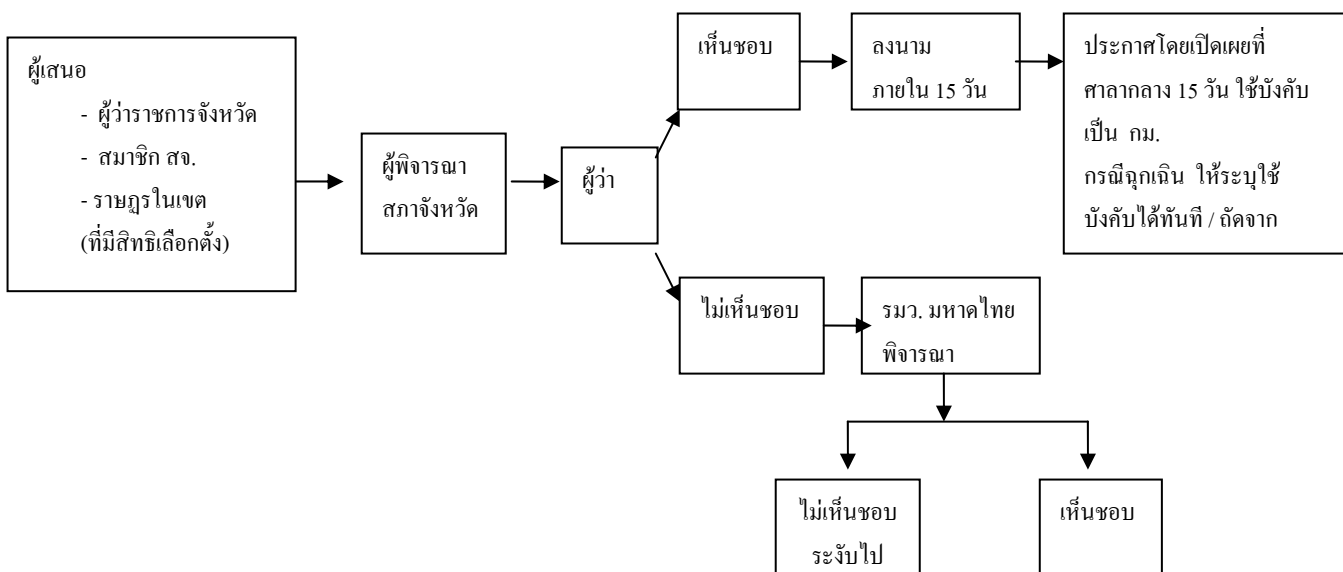 ผู้เสนอ
- ผู้ว่าราชการจังหวัด
- สมาชิก สจ.
- ราษฎรในเขต
(ที่มีสิทธิเลือกตั้ง)
ผู้พิจารณา
สภาจังหวัด
ผู้ว่า
เห็นชอบ
ลงนาม
ภายใน 15 วัน
ประกาศโดยเปิดเผยที่
ศาลากลาง 15 วัน ใช้บังคับ
เป็น กม.
กรณีฉุกเฉิน ให้ระบุใช้
บังคับได้ทันที / ถัดจาก
ไม่เห็นชอบ
รมว. มหาดไทย
พิจารณา
ไม่เห็นชอบ
ระงับไป
เห็นชอบ